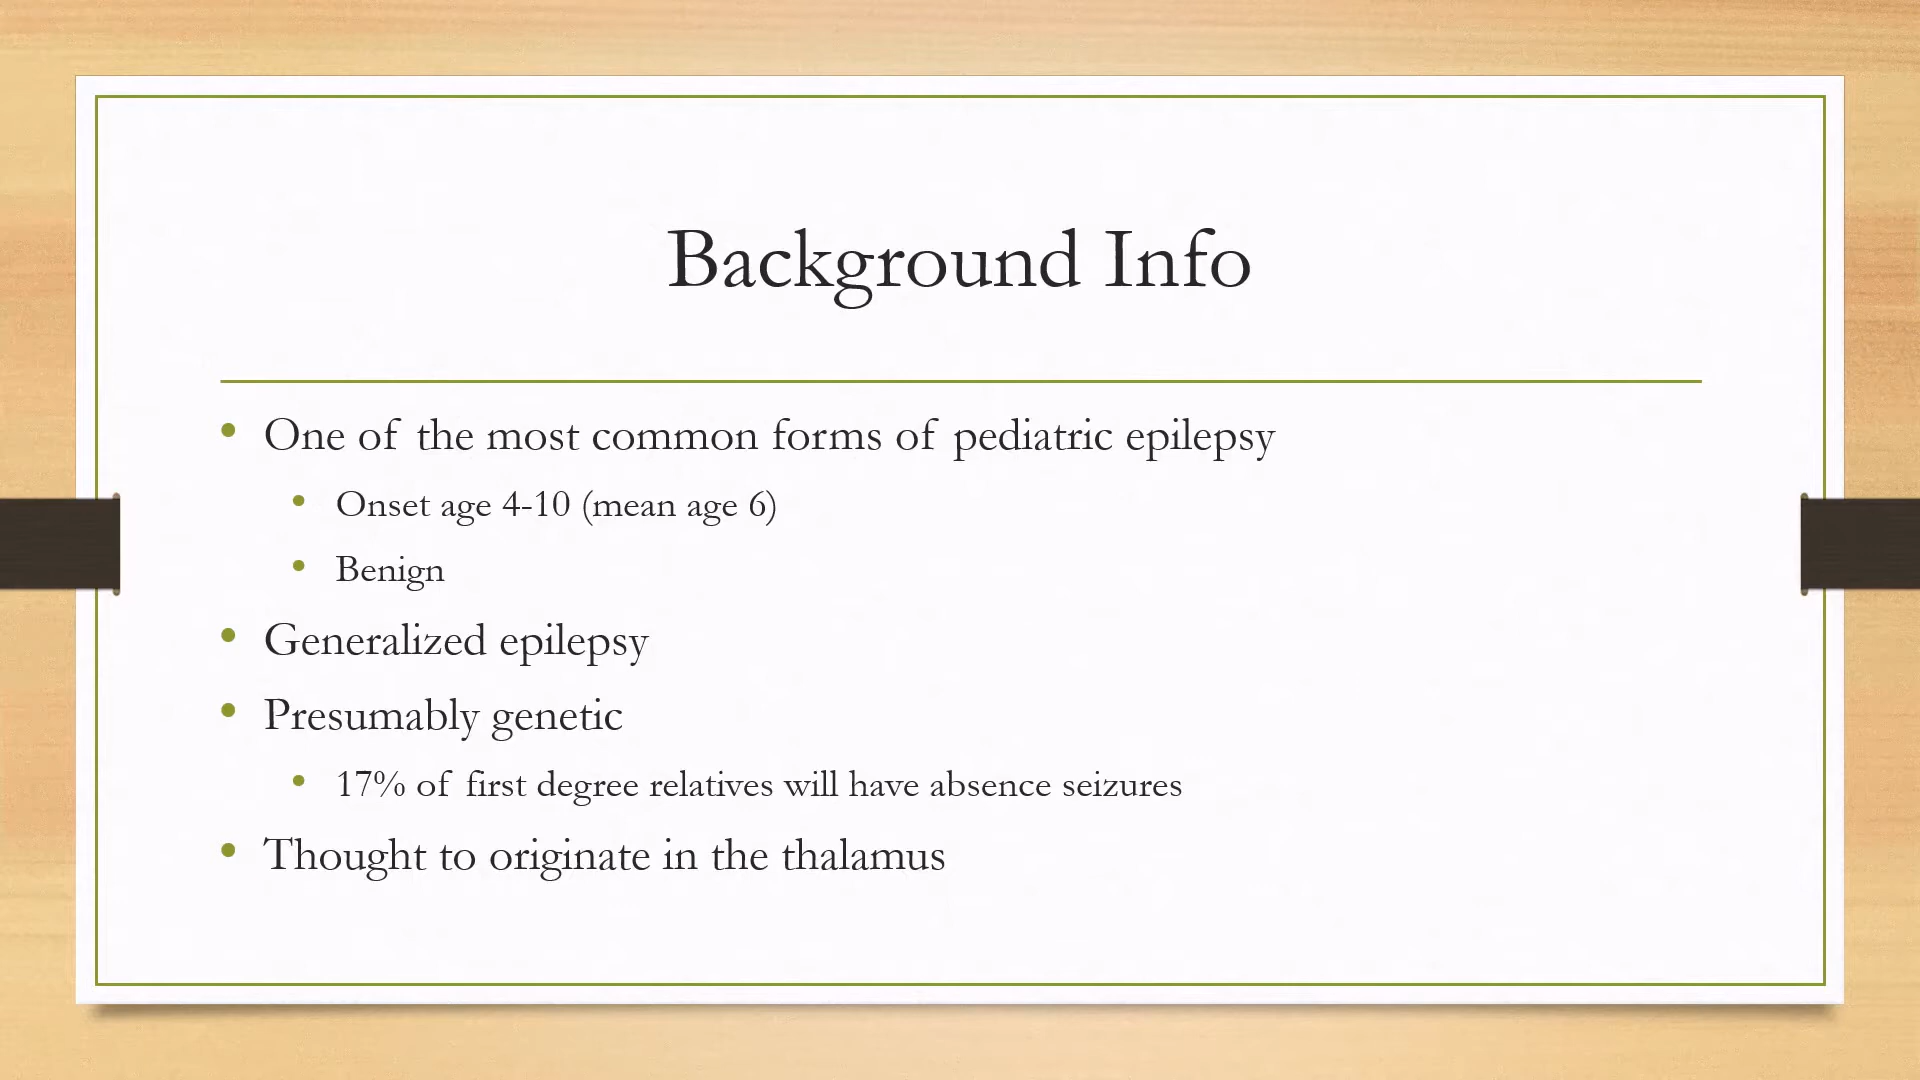 Background Info
• One of the most common forms of pediatric epilepsy
• Onset age 4-10 (mean age 6)
• Benign
• Generalized epilepsy
• Presumably genetic
• 17% of first degree relatives will have absence seizures
• Thought to originate in the thalamus